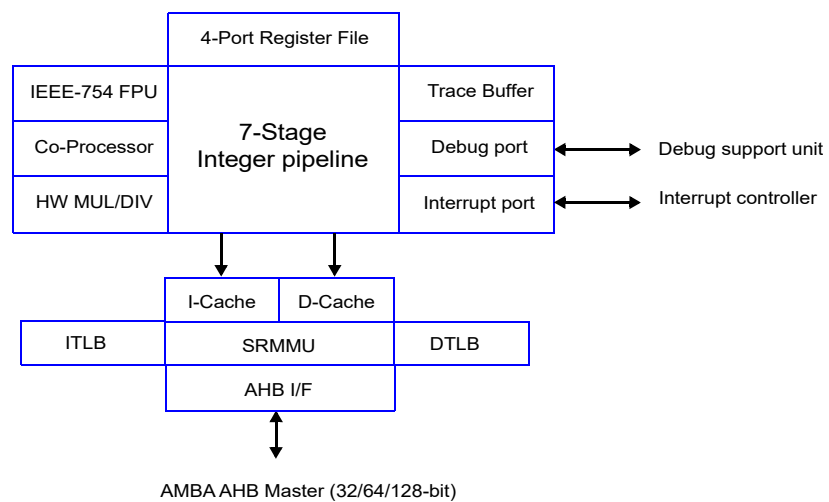 4-Port Register File
IEEE-754 FPU
Trace Buffer
7-Stage
Integer pipeline
Co-Processor
Debug port
Debug support unit
HW MUL/DIV
Interrupt port
Interrupt controller
I-Cache
D-Cache
ITLB
SRMMU
DTLB
AHB I/F
AMBA AHB Master (32/64/128-bit)